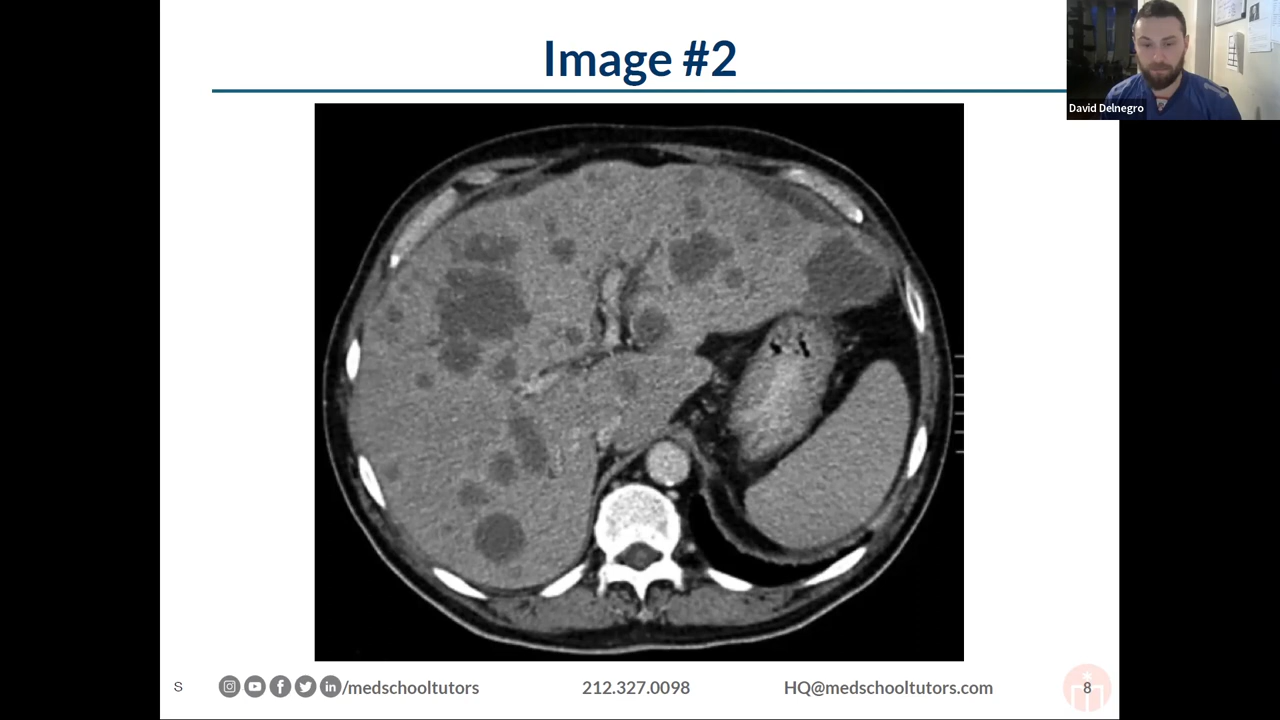 Image #2
David Delnegro
S
/medschooltutors
212.327.0098
HQ@medschooltutors.com
8